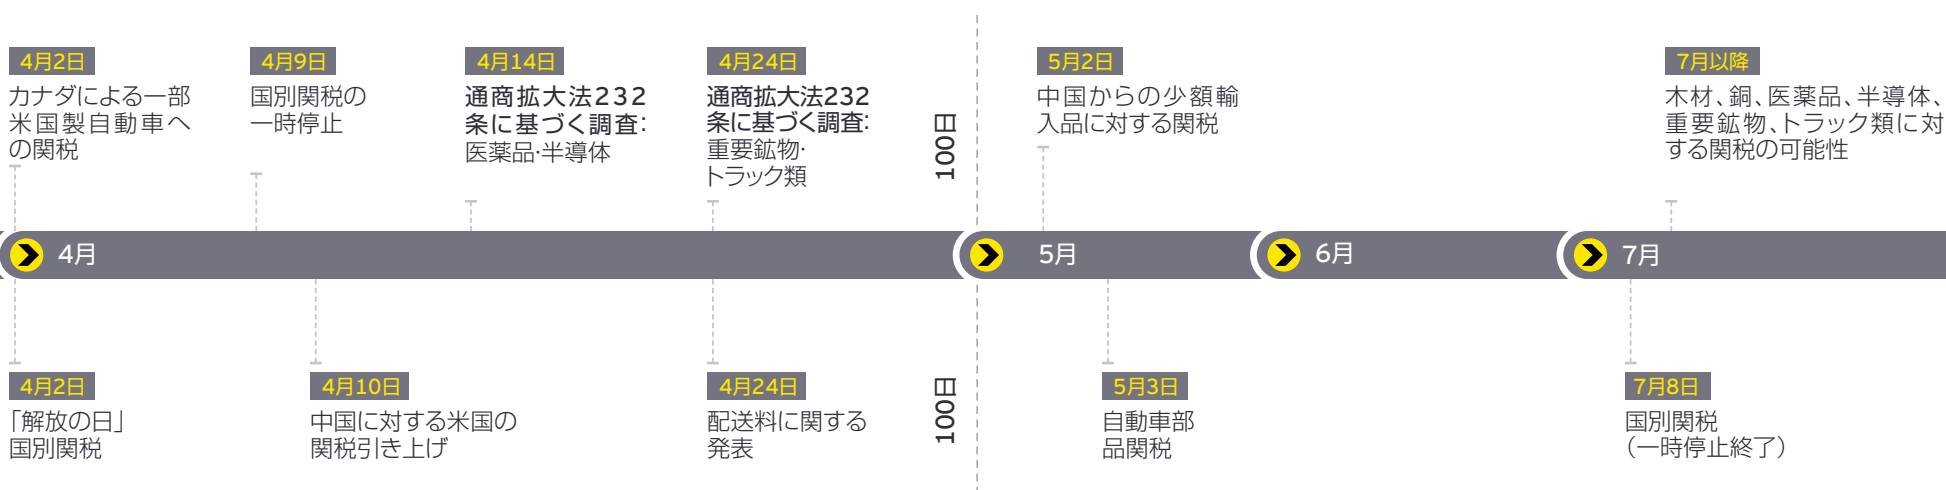 4月2日
カナダによる一部
米国製自動車へ
の関税
4月9日
国別関税の
一時停止
4月14日
通商拡大法232
条に基づく調査:
医薬品・半導体
4月24日
通商拡大法232
条に基づく調査:
重要鉱物・
トラック類
100日
5月2日
中国からの少額輸
入品に対する関税
7月以降
木材、銅、医薬品、半導体、
重要鉱物、トラック類に対
する関税の可能性
4月
5月
6月
7月
4月2日
「解放の日」
国別関税
4月10日
中国に対する米国の
関税引き上げ
4月24日
配送料に関する
発表
100日
5月3日
自動車部
品関税
7月8日
国別関税
（一時停止終了）